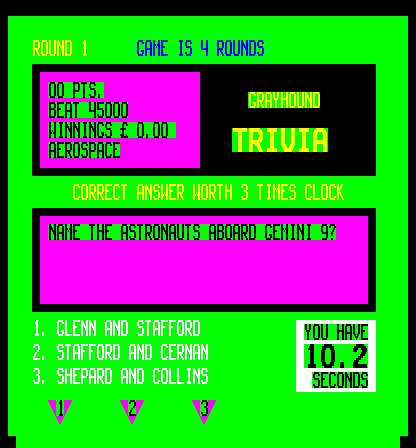 ROUND 1 GAME IS 4 ROUNDS
00 PTS.
BEAT 45000
WINNINGS £ 0.00
AEROSPACE
GRAYHOUND
TRIVIA
CORRECT ANSWER WORTH 3 TIMES CLOCK
NAME THE ASTRONAUTS ABOARD GEMINI 9?
1. GLENN AND STAFFORD
2. STAFFORD AND CERNAN
3. SHEPARD AND COLLINS
YOU HAVE
10.2
SECONDS
1 2 3